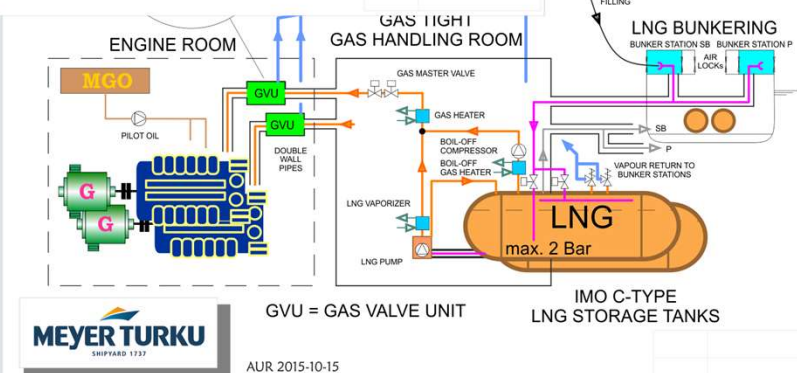 FILLING
GAS TIGHT
GAS HANDLING ROOM
LNG BUNKERING
BUNKER STATION SB BUNKER STATION P
AIR
LOCKs
ENGINE ROOM
MGO
GVU
GAS MASTER VALVE
PILOT OIL
GVU
GAS HEATER
SB
P
DOUBLE
WALL
PIPES
BOIL-OFF
COMPRESSOR
BOIL-OFF
GAS HEATER
VAPOUR RETURN TO
BUNKER STATIONS
G
G
LNG VAPORIZER
LNG
max. 2 Bar
LNG PUMP
GVU = GAS VALVE UNIT
IMO C-TYPE
LNG STORAGE TANKS
MEYER TURKU
SHIPYARD 1737
AUR 2015-10-15